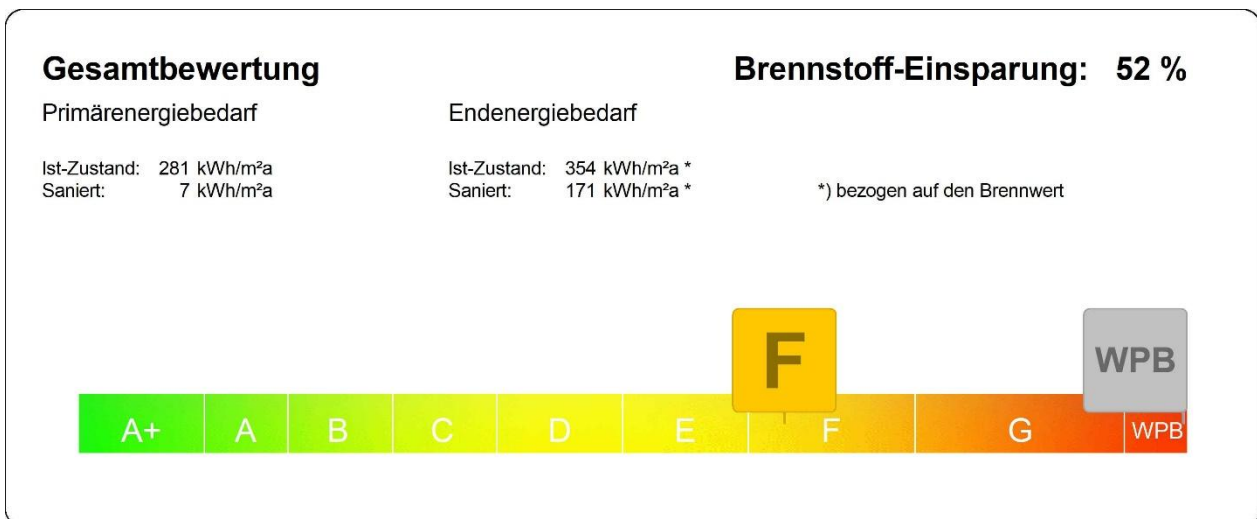 Gesamtbewertung
Brennstoff-Einsparung: 52 %
Primärenergiebedarf
Endenergiebedarf
Ist-Zustand: 281 kWh/m²a
Ist-Zustand: 354 kWh/m²a *
Saniert: 7 kWh/m²a
Saniert: 171 kWh/m²a *
*) bezogen auf den Brennwert
F
WPB
A+ A B C D E F G WPB